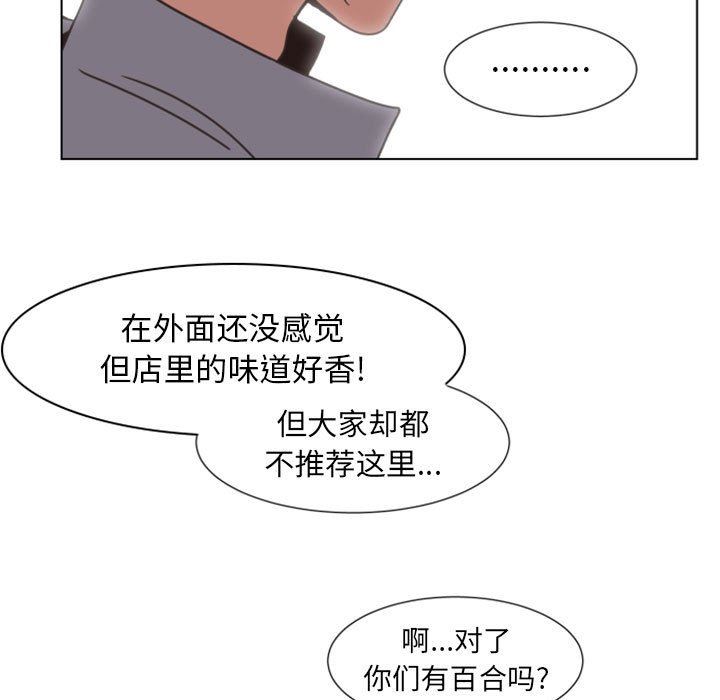 ..........
在外面还没感觉
但店里的味道好香!
但大家却都
不推荐这里...
啊...对了
你们有百合吗?